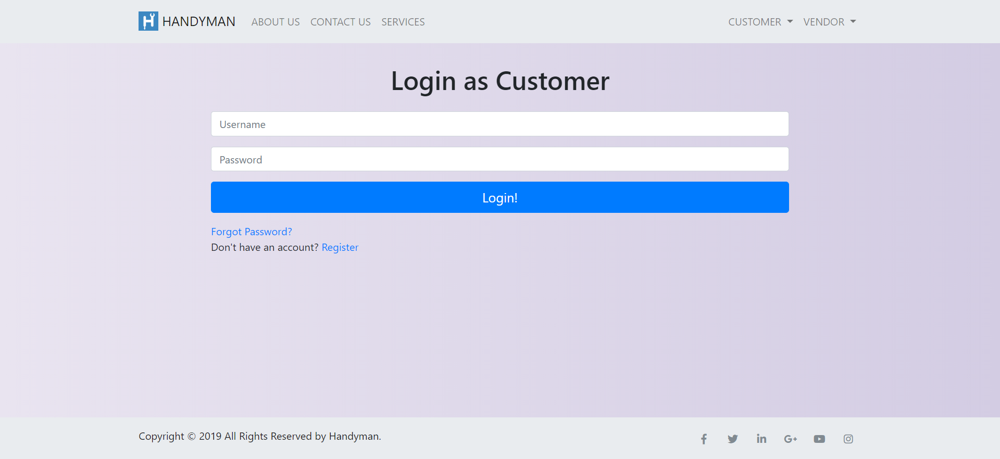 HANDYMAN ABOUT US CONTACT US SERVICES CUSTOMER VENDOR
Login as Customer
Username
Password
Login!
Forgot Password?
Don't have an account? Register
Copyright © 2019 All Rights Reserved by Handyman.